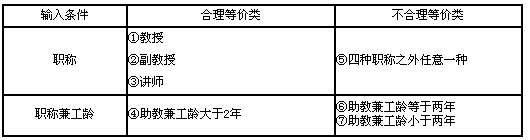 输入条件 合理等价类 不合理等价类
职称 ①教授 ②副教授 ③讲师 ⑤四种职称之外任意一种
职称兼工龄 ④助教兼工龄大于2年 ⑥助教兼工龄等于两年 ⑦助教兼工龄小于两年